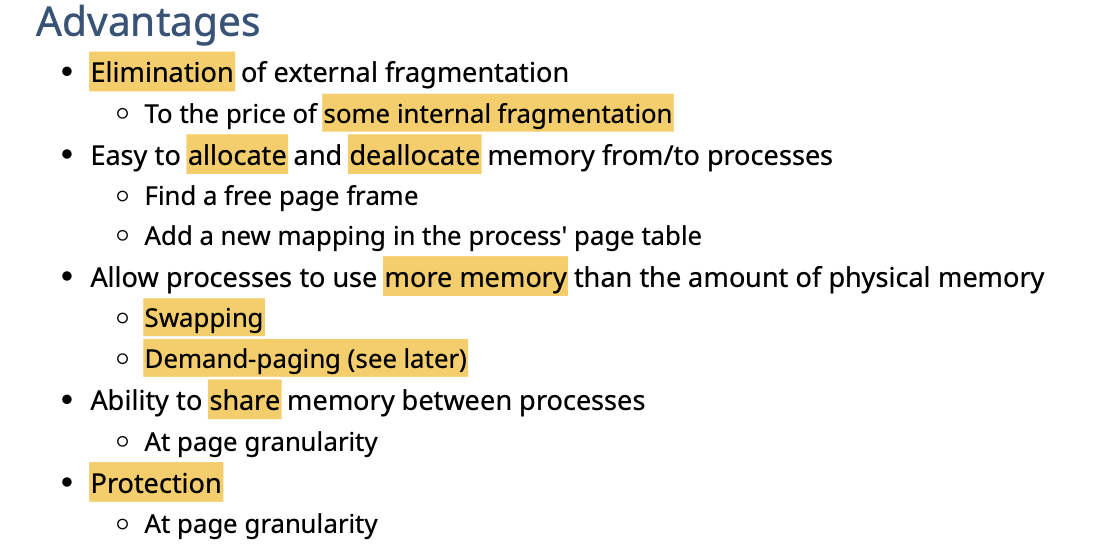 Advantages
• Elimination of external fragmentation
○ To the price of some internal fragmentation
• Easy to allocate and deallocate memory from/to processes
○ Find a free page frame
○ Add a new mapping in the process' page table
• Allow processes to use more memory than the amount of physical memory
○ Swapping
○ Demand-paging (see later)
• Ability to share memory between processes
○ At page granularity
• Protection
○ At page granularity